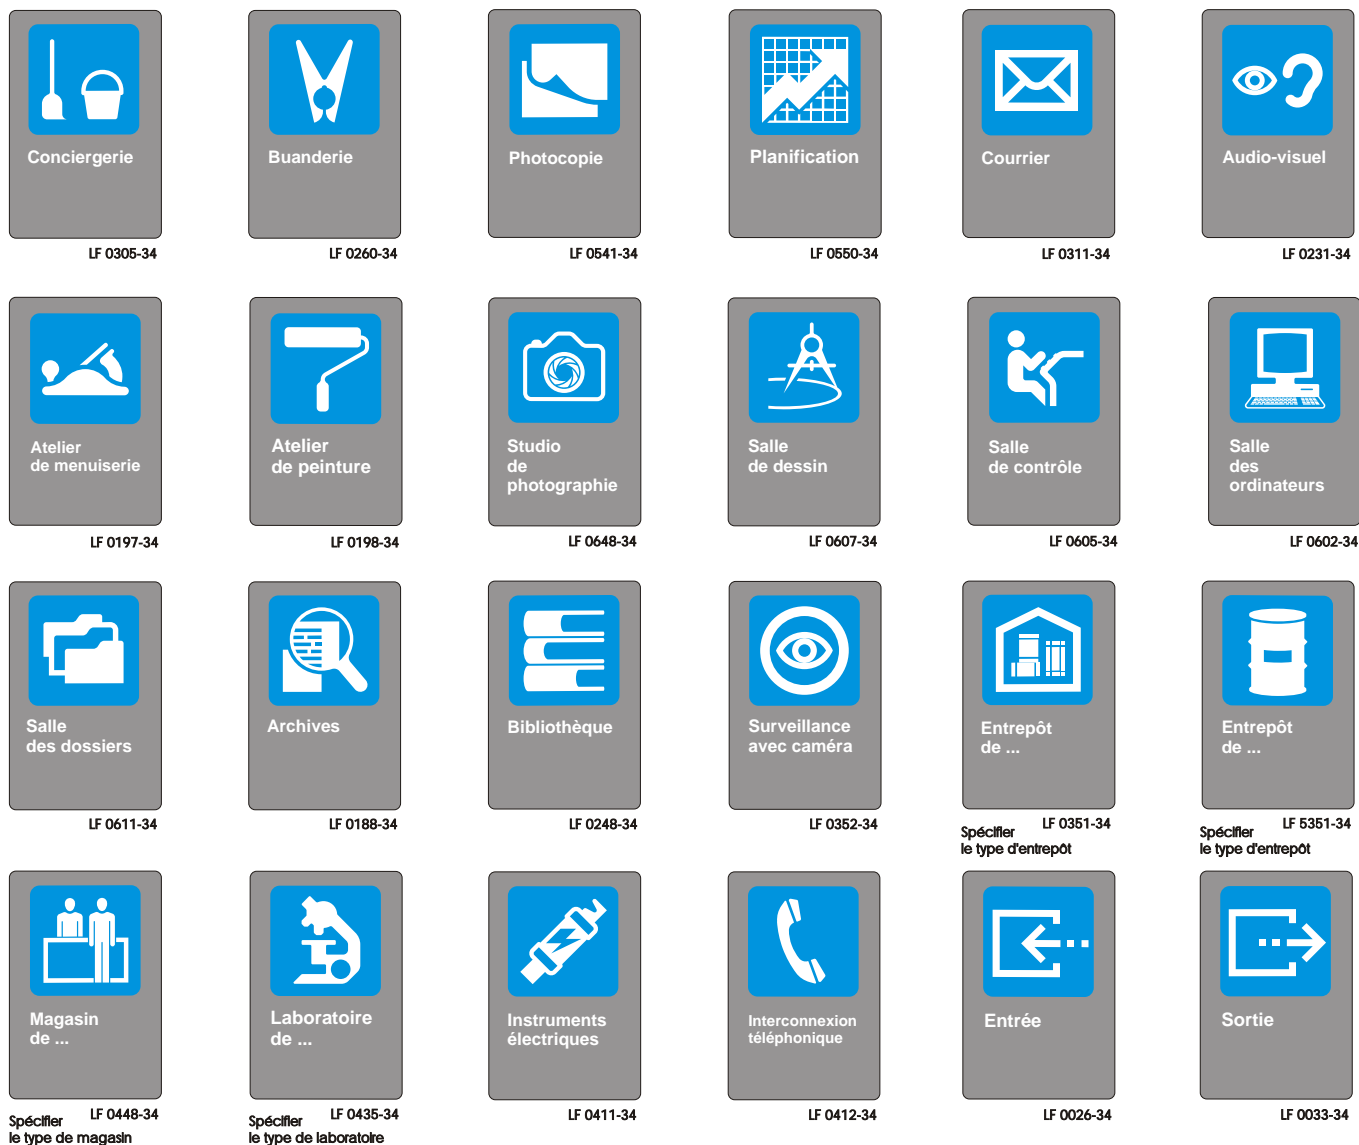 Conciergerie
LF 0305-34
Buanderie
LF 0260-34
Photocopie
LF 0541-34
Planification
LF 0550-34
Courrier
LF 0311-34
Audio-visuel
LF 0231-34
Atelier
de menuiserie
LF 0197-34
Atelier
de peinture
LF 0198-34
Studio
de
photographie
LF 0648-34
Salle
de dessin
LF 0607-34
Salle
de contrôle
LF 0605-34
Salle
des
ordinateurs
LF 0602-34
Salle
des dossiers
LF 0611-34
Archives
LF 0188-34
Bibliothèque
LF 0248-34
Surveillance
avec caméra
LF 0352-34
Entrepôt
de ...
LF 0351-34
Spécifier
le type d'entrepôt
Entrepôt
de ...
LF 5351-34
Spécifier
le type d'entrepôt
Magasin
de ...
LF 0448-34
Spécifier
le type de magasin
Laboratoire
de ...
LF 0435-34
Spécifier
le type de laboratoire
Instruments
électriques
LF 0411-34
Interconnexion
téléphonique
LF 0412-34
Entrée
LF 0026-34
Sortie
LF 0033-34